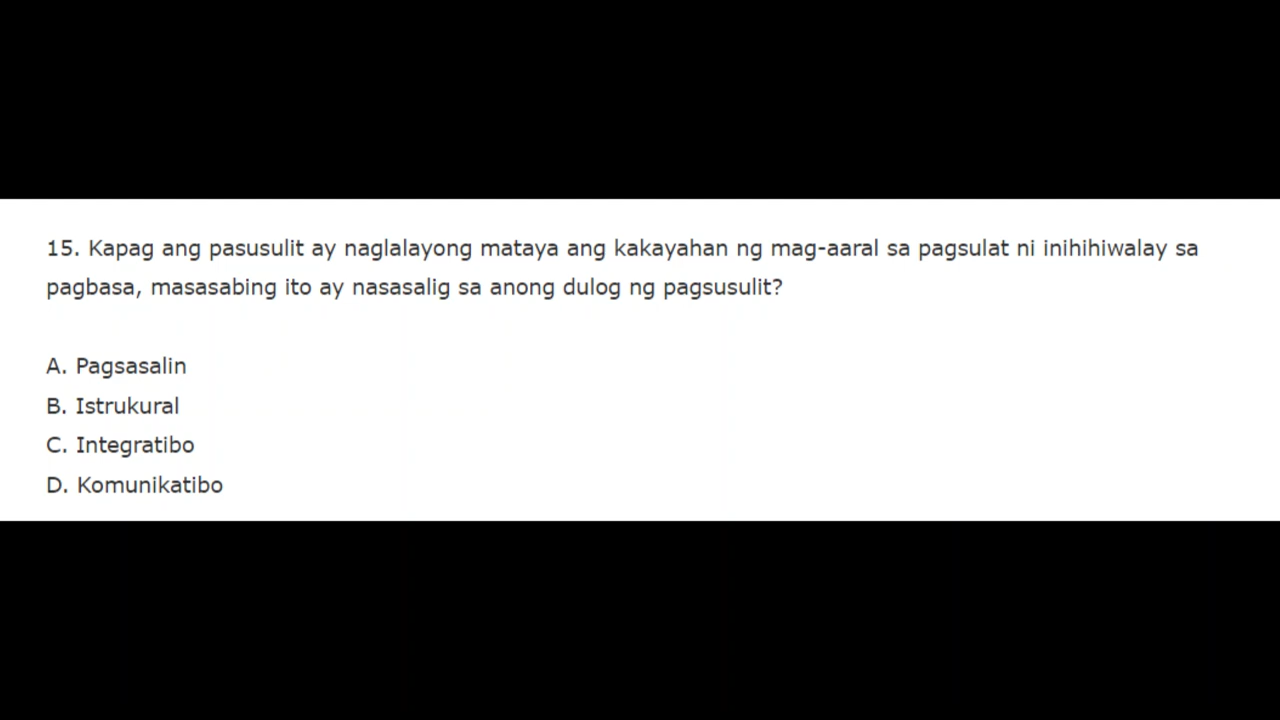 15. Kapag ang pasusulit ay naglalayong mataya ang kakayahan ng mag-aaral sa pagsulat ni inihihiwalay sa
pagbasa, masasabing ito ay nasasalig sa anong dulog ng pagsusulit?
A. Pagsasalin
B. Istrukural
C. Integratibo
D. Komunikatibo